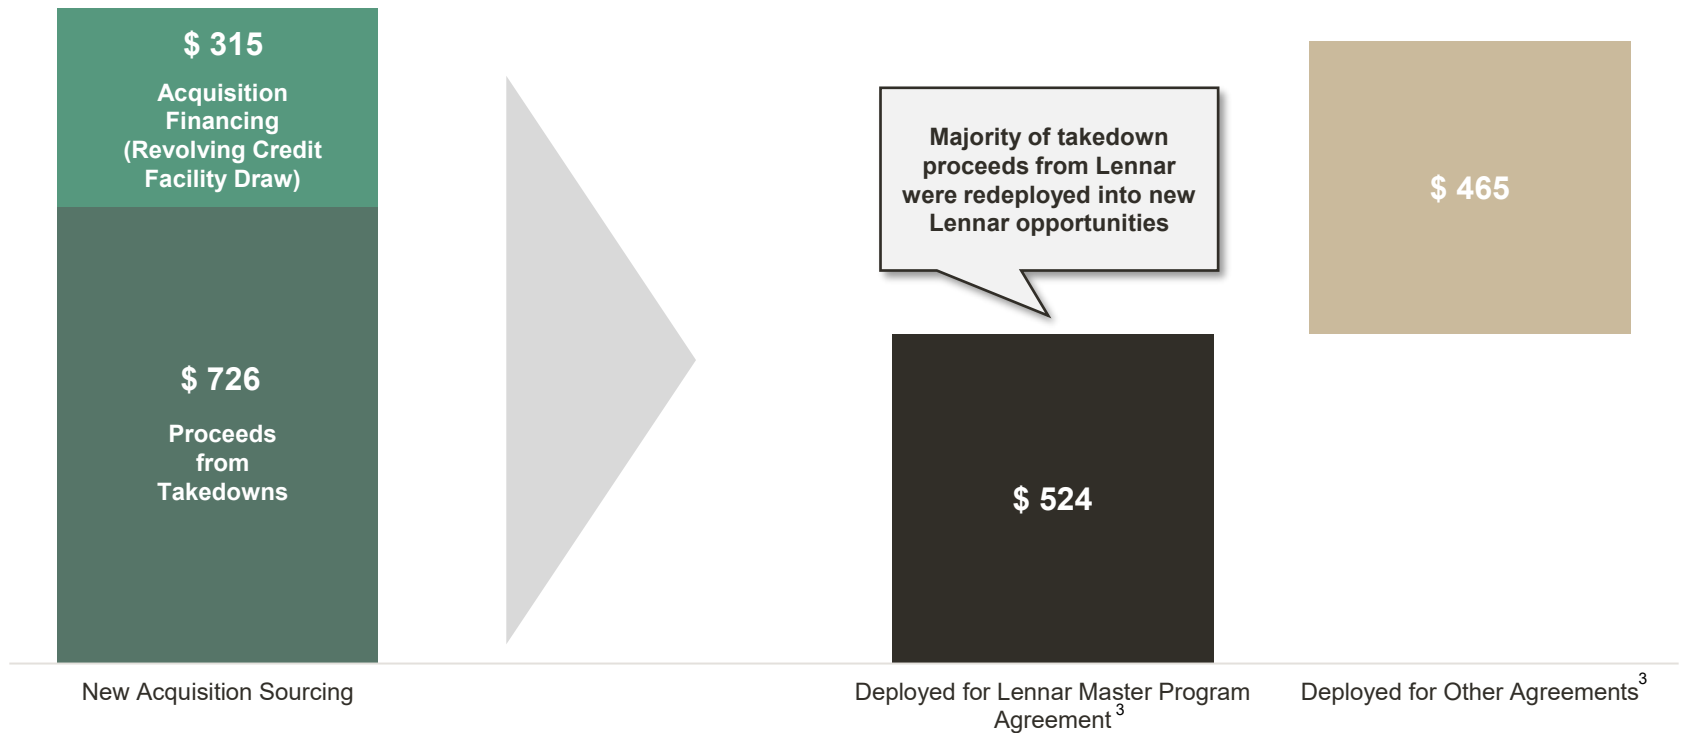 $ 315
Acquisition
Financing
(Revolving Credit
Facility Draw)
$ 726
Proceeds
from
Takedowns
New Acquisition Sourcing
Majority of takedown
proceeds from Lennar
were redeployed into new
Lennar opportunities
$ 524
Deployed for Lennar Master Program
Agreement 3
$ 465
Deployed for Other Agreements 3